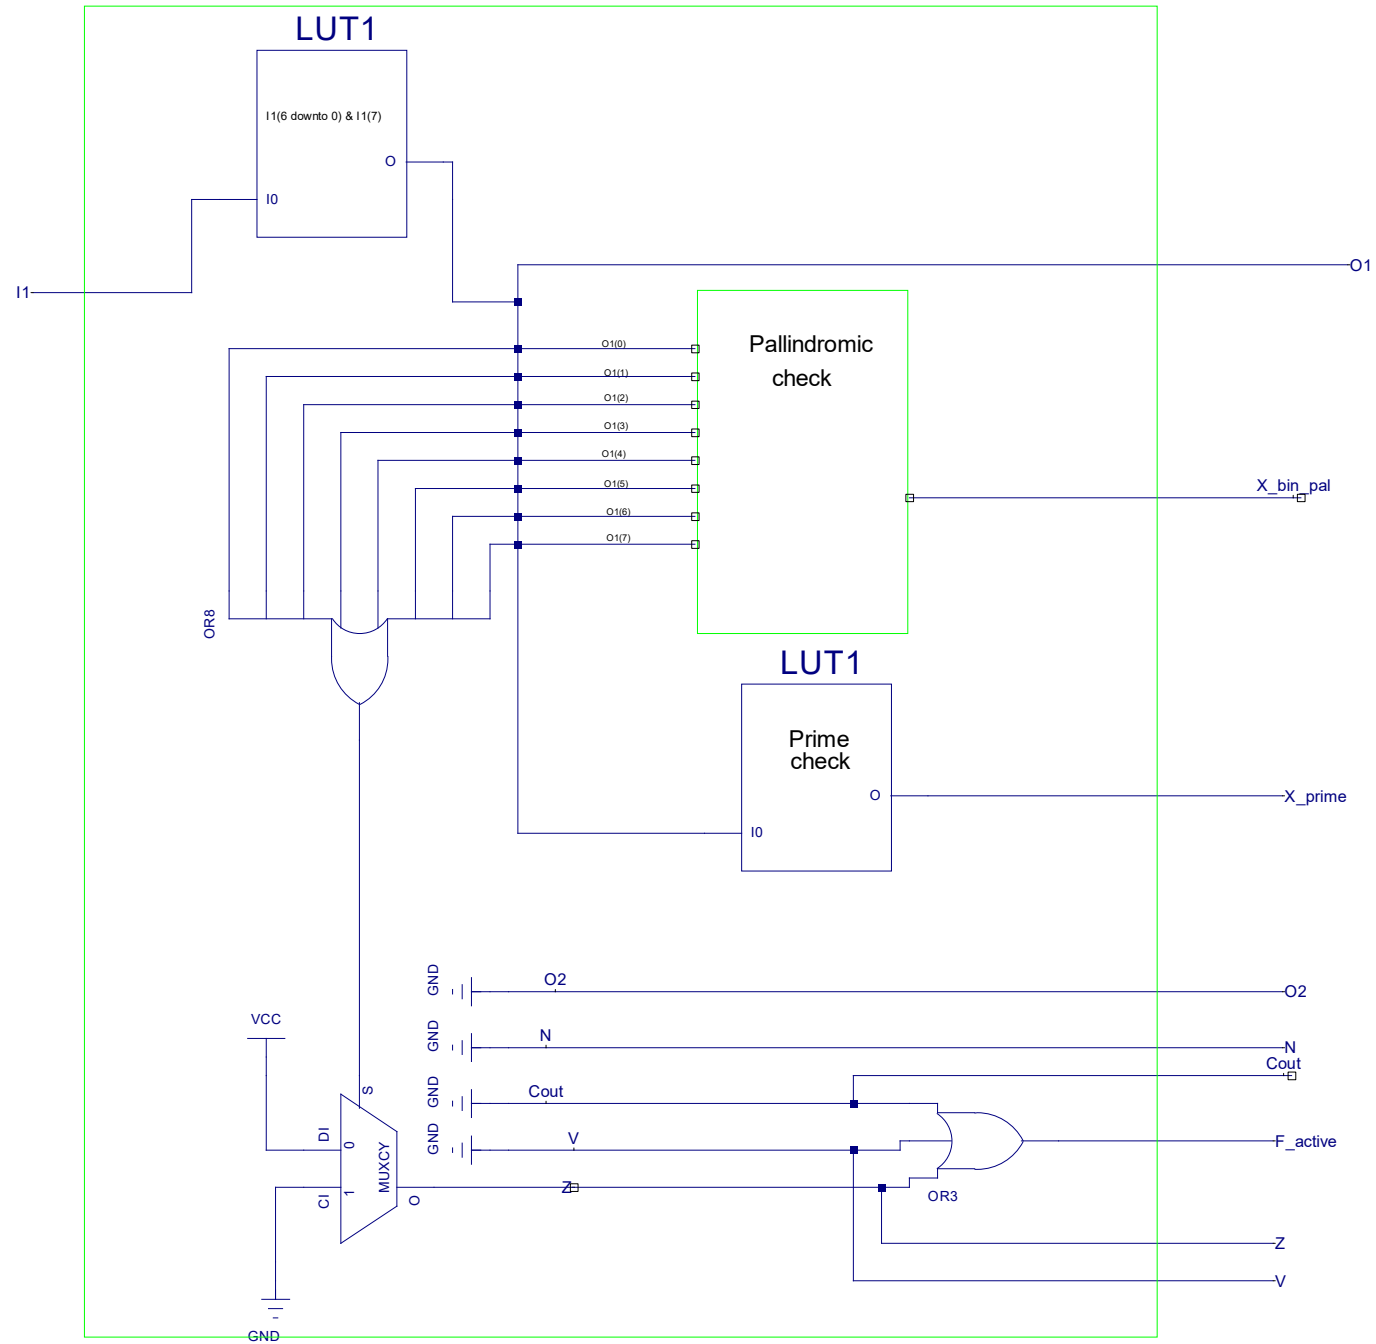 LUT1
I1(6 downto 0) & I1(7)
O
I0
O1
I1
O1(0)
O1(1)
O1(2)
O1(3)
O1(4)
O1(5)
O1(6)
O1(7)
Pallindromic
check
X_bin_pal
OR8
LUT1
Prime
check
O
X_prime
I0
GND
O2
O2
VCC
GND
N
N
Cout
S
GND
Cout
DI
0
GND
V
F_active
MUXCY
CI
1
O
Z
OR3
Z
V
GND